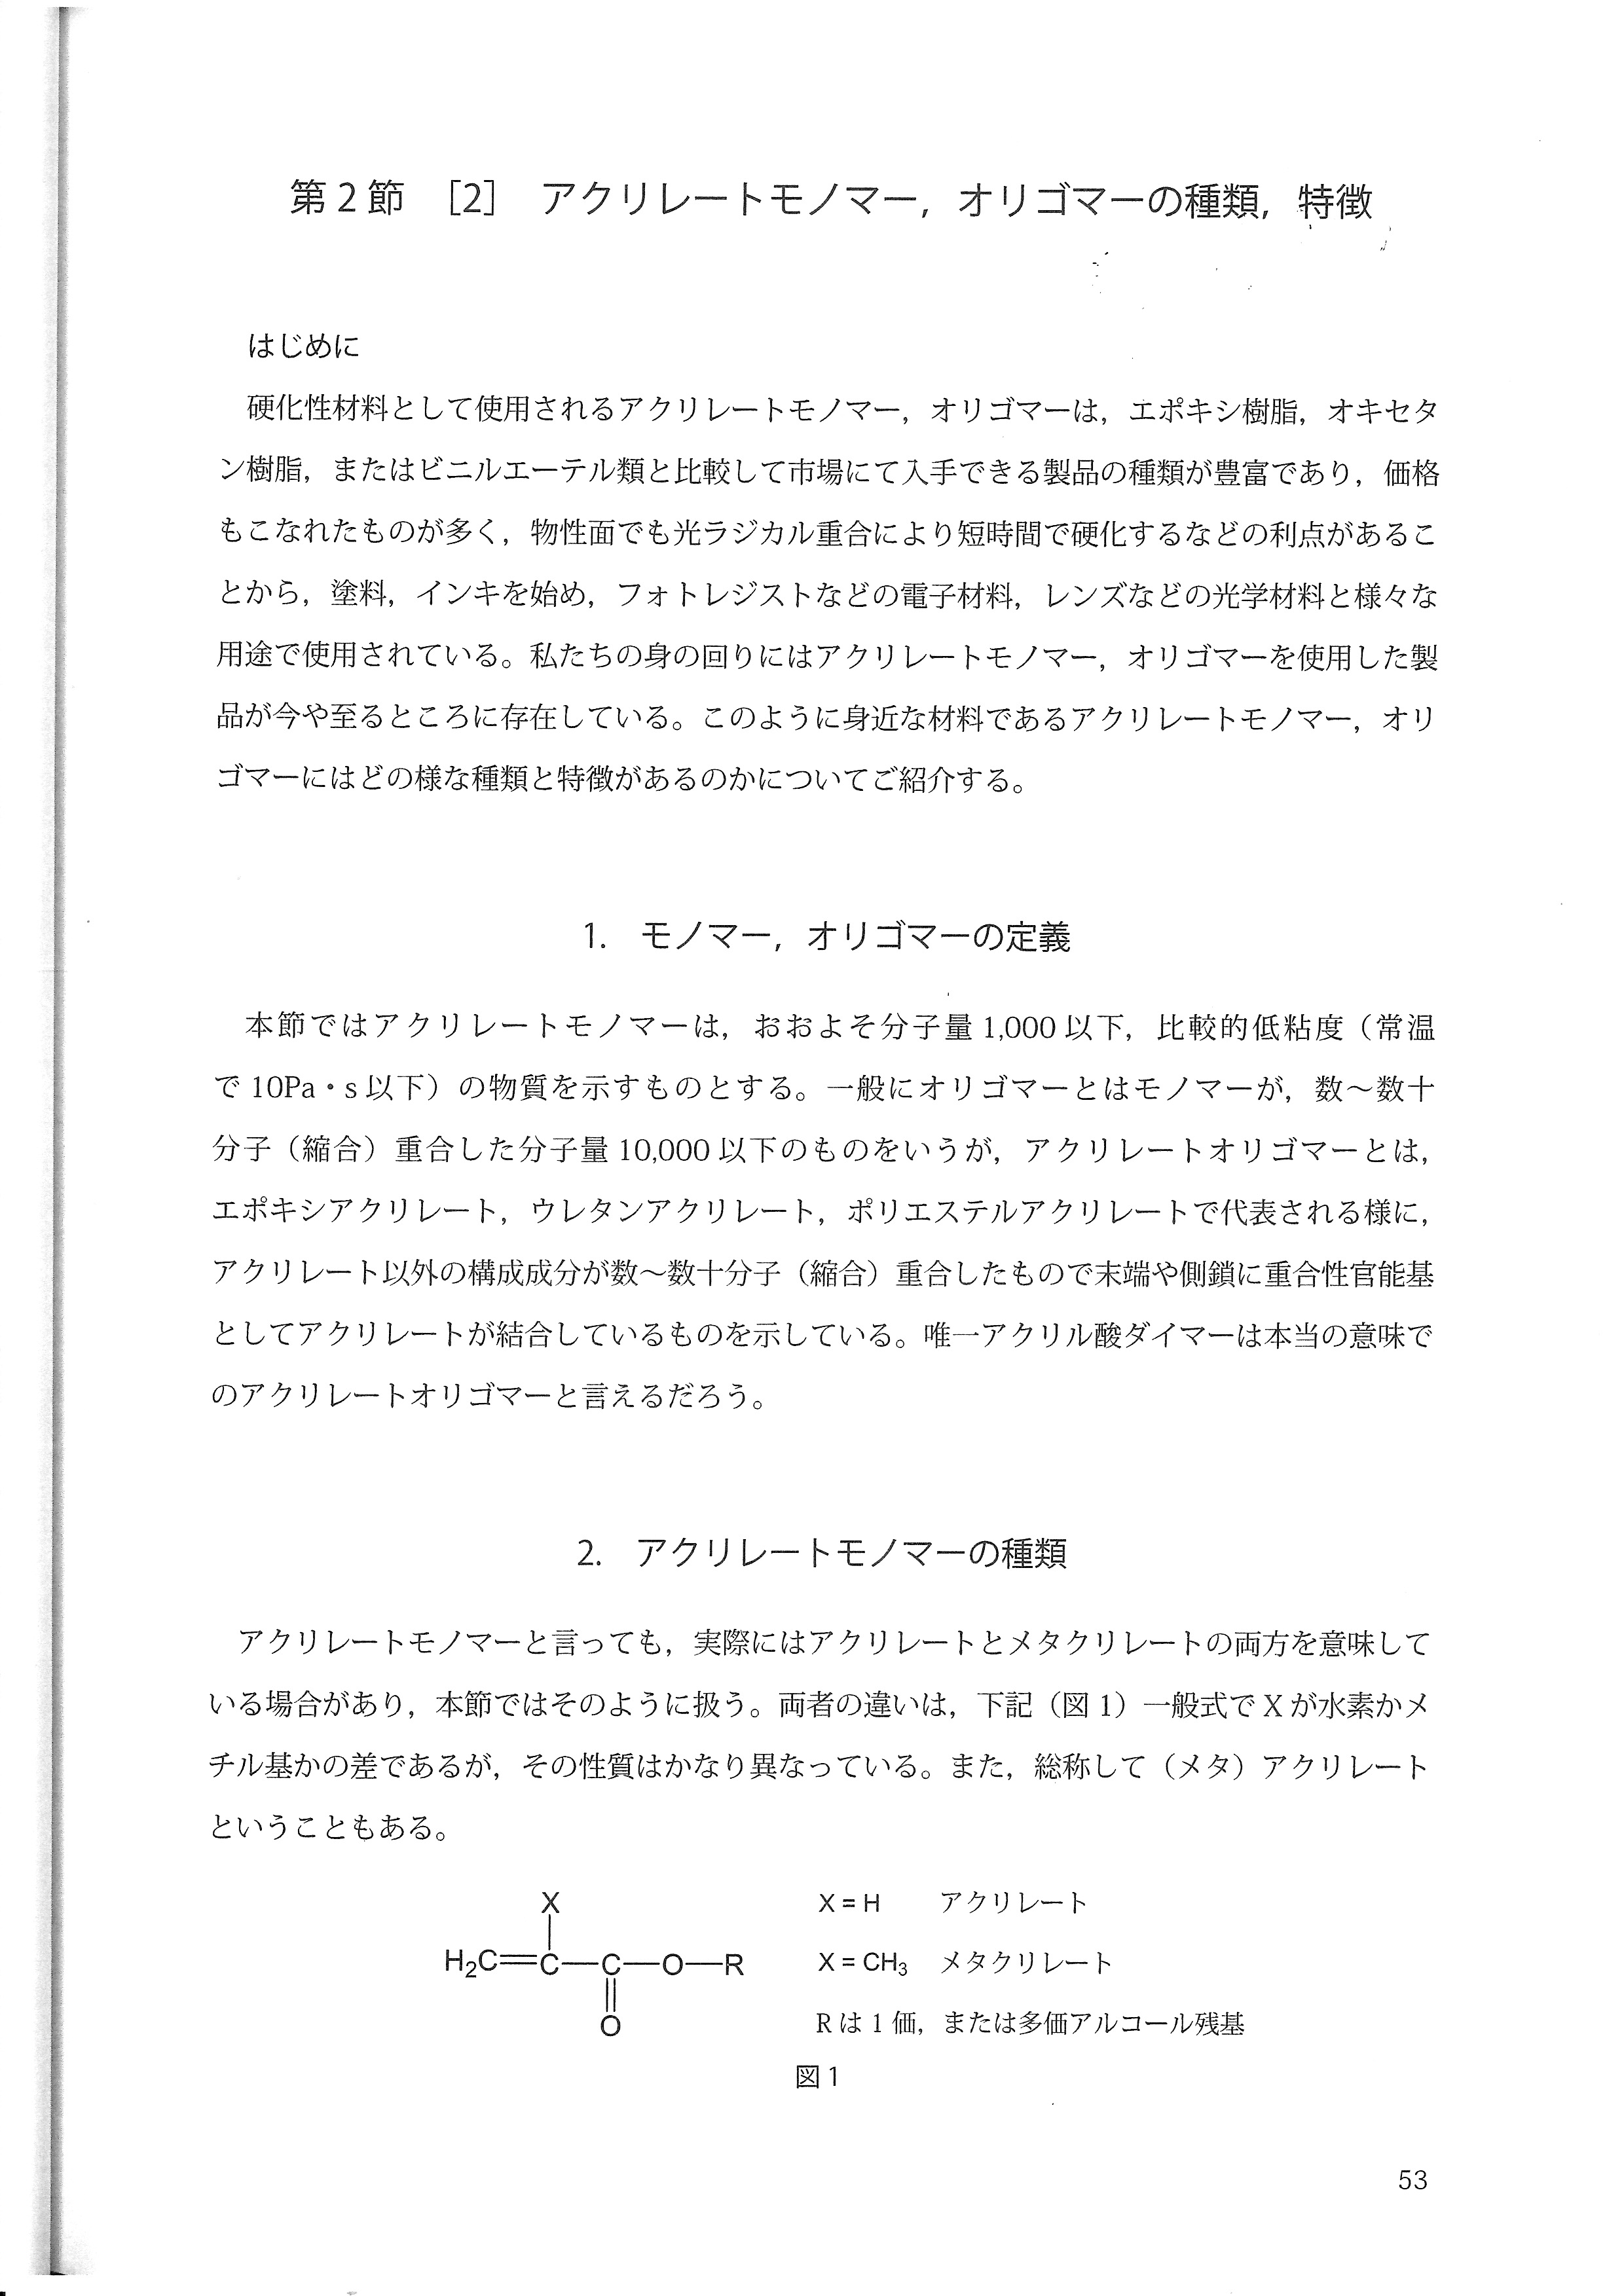 第2節 [2] アクリレートモノマー，オリゴマーの種類，特徴
はじめに
硬化性材料として使用されるアクリレートモノマー，オリゴマーは，エポキシ樹脂，オキセタ
ン樹脂，またはビニルエーテル類と比較して市場にて入手できる製品の種類が豊富であり，価格
もこなれたものが多く，物性面でも光ラジカル重合により短時間で硬化するなどの利点があるこ
とから，塗料，インキを始め，フォトレジストなどの電子材料，レンズなどの光学材料と様々な
用途で使用されている。私たちの身の回りにはアクリレートモノマー，オリゴマーを使用した製
品が今や至るところに存在している。このように身近な材料であるアクリレートモノマー，オリ
ゴマーにはどの様な種類と特徴があるのかについてご紹介する。
1. モノマー，オリゴマーの定義
本節ではアクリレートモノマーは，おおよそ分子量1,000以下，比較的低粘度（常温
で10Pa・s以下）の物質を示すものとする。一般にオリゴマーとはモノマーが，数～数十
分子（縮合）重合した分子量10,000以下のものをいうが，アクリレートオリゴマーとは，
エポキシアクリレート，ウレタンアクリレート，ポリエステルアクリレートで代表される様に，
アクリレート以外の構成成分が数～数十分子（縮合）重合したもので末端や側鎖に重合性官能基
としてアクリレートが結合しているものを示している。唯一アクリル酸ダイマーは本当の意味で
のアクリレートオリゴマーと言えるだろう。
2. アクリレートモノマーの種類
アクリレートモノマーと言っても，実際にはアクリレートとメタクリレートの両方を意味して
いる場合があり，本節ではそのように扱う。両者の違いは，下記（図1）一般式でXが水素かメ
チル基かの差であるが，その性質はかなり異なっている。また，総称して（メタ）アクリレート
ということもある。
X
H₂C=C—C—O—R
O
X = H アクリレート
X = CH₃ メタクリレート
Rは1価，または多価アルコール残基
図1
53